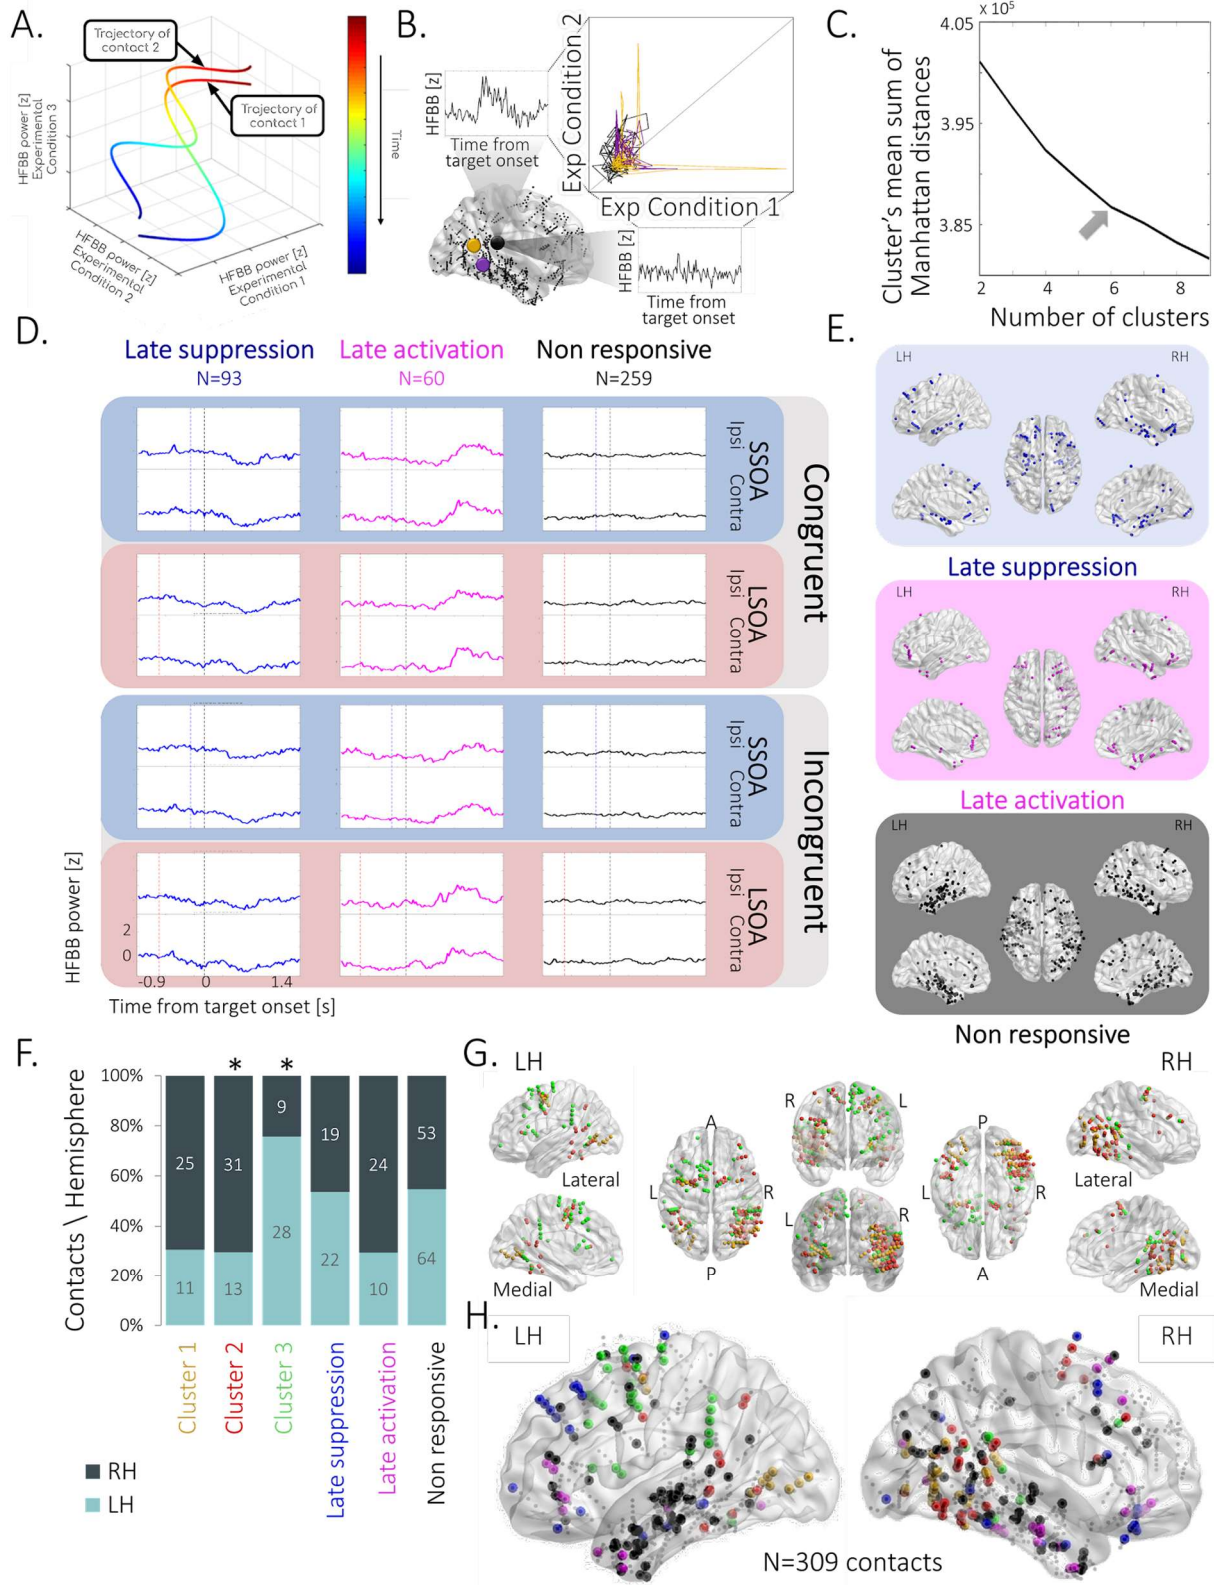 A.
Trajectory of
contact 2
Trajectory of
contact 1
HFBB power [z]
Experimental
Condition 3
HFBB power [z]
Experimental
Condition 2
HFBB power [z]
Experimental
Condition 1
Time
B.
HFBB [z]
Time from
target onset
Exp Condition 2
Exp Condition 1
HFBB [z]
Time from
target onset
C.
x 10⁵
4.05
3.95
3.85
2 4 6 8
Cluster's mean sum of
Manhattan distances
Number of clusters
D.
Late suppression
N=93
Late activation
N=60
Non responsive
N=259
SSOA
Ipsi Contra
LSOA
Ipsi Contra
Congruent
SSOA
Ipsi Contra
LSOA
Ipsi Contra
Incongruent
HFBB power [z]
2
0
-0.9 0 1.4
Time from target onset [s]
E.
LH RH
Late suppression
LH RH
Late activation
LH RH
Non responsive
F.
* *
Contacts \ Hemisphere
100%
80%
60%
40%
20%
0%
25 31 9 19 24 53
11 13 28 22 10 64
Cluster 1
Cluster 2
Cluster 3
Late suppression
Late activation
Non responsive
RH
LH
G.
LH
RH
Lateral
Medial
A
L R
P
R L
L R
P
L R
A
Lateral
Medial
H.
LH
RH
N=309 contacts